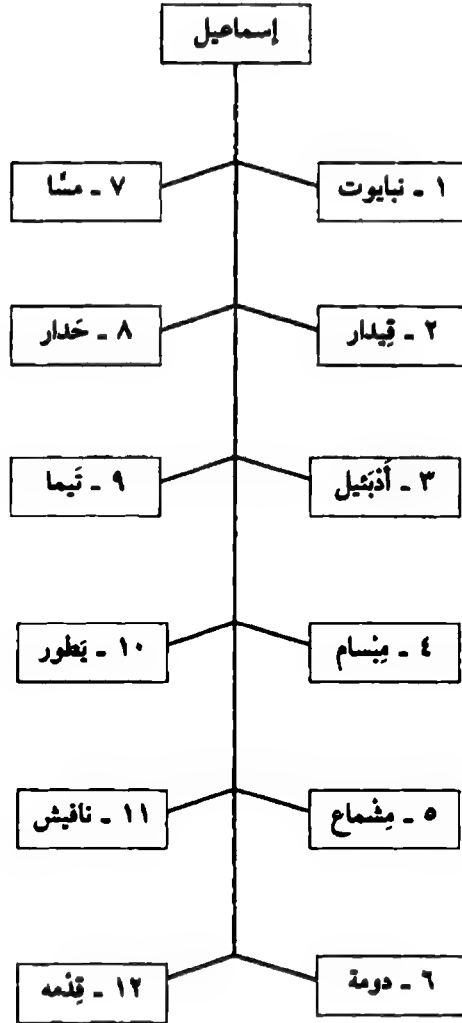 إسماعيل
١ ـ نبايوت
٧ ـ مسّا
٢ ـ قِيدار
٨ ـ حَدار
٣ ـ أَذبَئيل
٩ ـ تَيما
٤ ـ مِبْسام
١٠ ـ يَطور
٥ ـ مِشْماع
١١ ـ نافيش
٦ ـ دومة
١٢ ـ قِدْمه